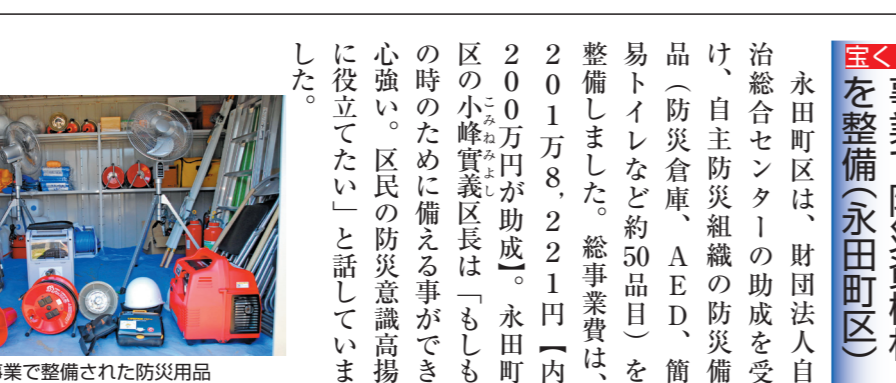 宝く
を整備(永田町区)
永田町区は、財団法人自
治総合センターの助成を受
け、自主防災組織の防災備
品(防災倉庫、AED、簡
易トイレなど約50品目)を
整備しました。総事業費は、
201万8,221円【内
200万円が助成】。永田町
区の小峰實義区長は「もしも
こみねみよし
の時のために備える事ができ
心強い。区民の防災意識高揚
に役立てたい」と話していま
した。
事業で整備された防災用品